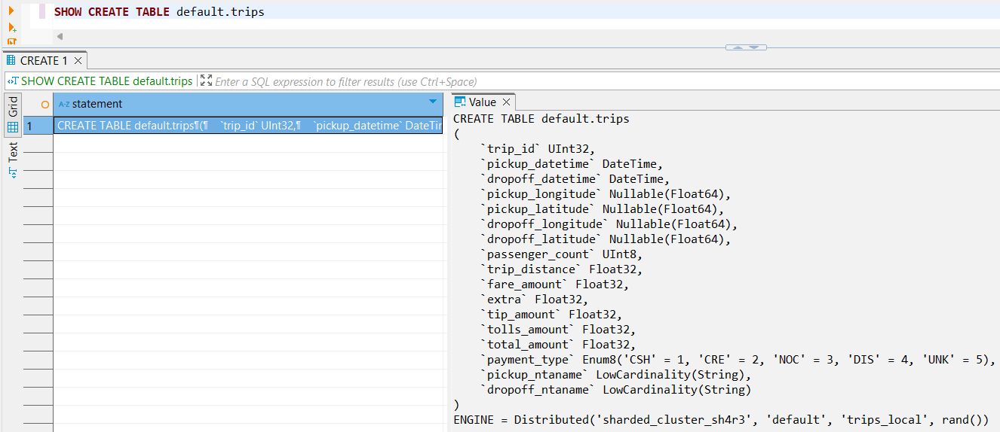 SHOW CREATE TABLE default.trips
CREATE 1
SHOW CREATE TABLE default.trips Enter a SQL expression to filter results (use Ctrl+Space)
Grid
Text
A-Z statement
1 CREATE TABLE default.trips¶(¶    `trip_id` UInt32,¶    `pickup_datetime` DateTim
Value
CREATE TABLE default.trips
(
    `trip_id` UInt32,
    `pickup_datetime` DateTime,
    `dropoff_datetime` DateTime,
    `pickup_longitude` Nullable(Float64),
    `pickup_latitude` Nullable(Float64),
    `dropoff_longitude` Nullable(Float64),
    `dropoff_latitude` Nullable(Float64),
    `passenger_count` UInt8,
    `trip_distance` Float32,
    `fare_amount` Float32,
    `extra` Float32,
    `tip_amount` Float32,
    `tolls_amount` Float32,
    `total_amount` Float32,
    `payment_type` Enum8('CSH' = 1, 'CRE' = 2, 'NOC' = 3, 'DIS' = 4, 'UNK' = 5),
    `pickup_ntaname` LowCardinality(String),
    `dropoff_ntaname` LowCardinality(String)
)
ENGINE = Distributed('sharded_cluster_sh4r3', 'default', 'trips_local', rand())